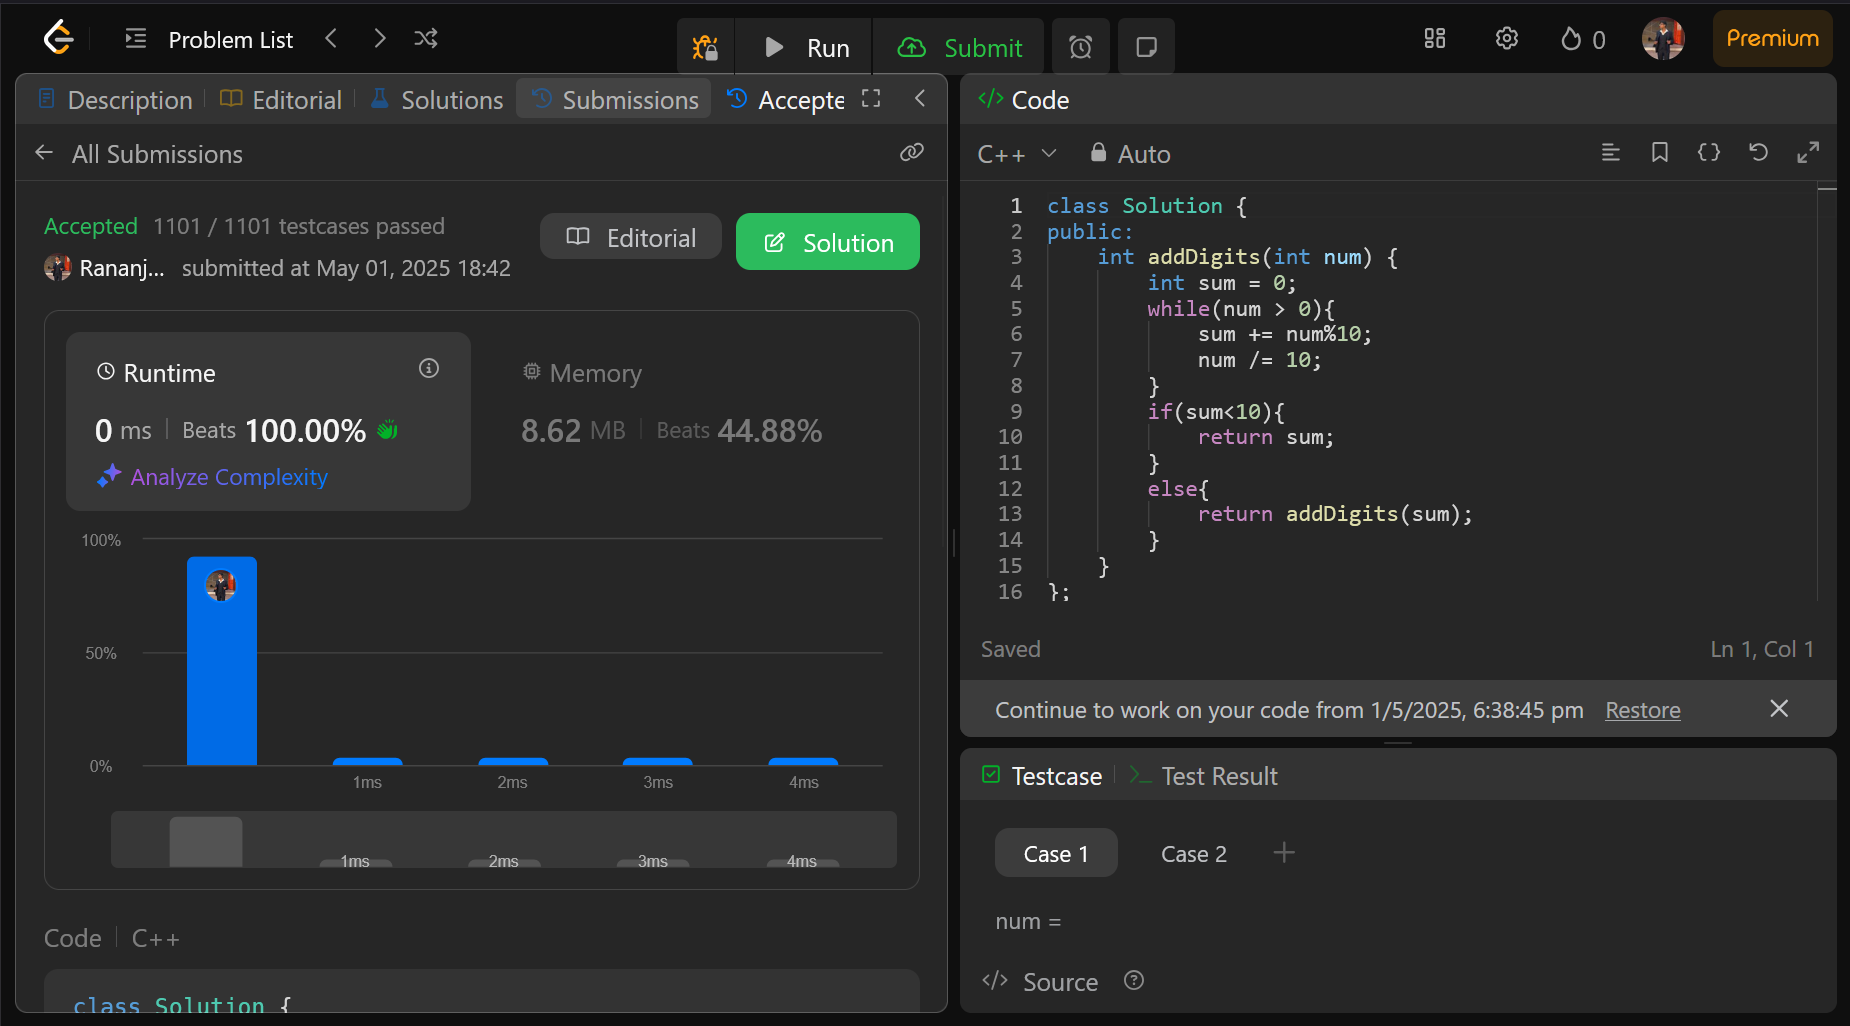 Problem List
Run
Submit
0
Premium
Description
Editorial
Solutions
Submissions
Accepte
All Submissions
Accepted 1101 / 1101 testcases passed
Rananj... submitted at May 01, 2025 18:42
Editorial
Solution
Runtime
0 ms Beats 100.00%
Analyze Complexity
Memory
8.62 MB Beats 44.88%
100%
50%
0%
1ms 2ms 3ms 4ms
1ms 2ms 3ms 4ms
Code C++
class Solution {
</> Code
C++ Auto
1 class Solution {
2 public:
3     int addDigits(int num) {
4         int sum = 0;
5         while(num > 0){
6             sum += num%10;
7             num /= 10;
8         }
9         if(sum<10){
10             return sum;
11         }
12         else{
13             return addDigits(sum);
14         }
15     }
16 };
Saved
Ln 1, Col 1
Continue to work on your code from 1/5/2025, 6:38:45 pm Restore
Testcase
>_ Test Result
Case 1 Case 2 +
num =
</> Source ?